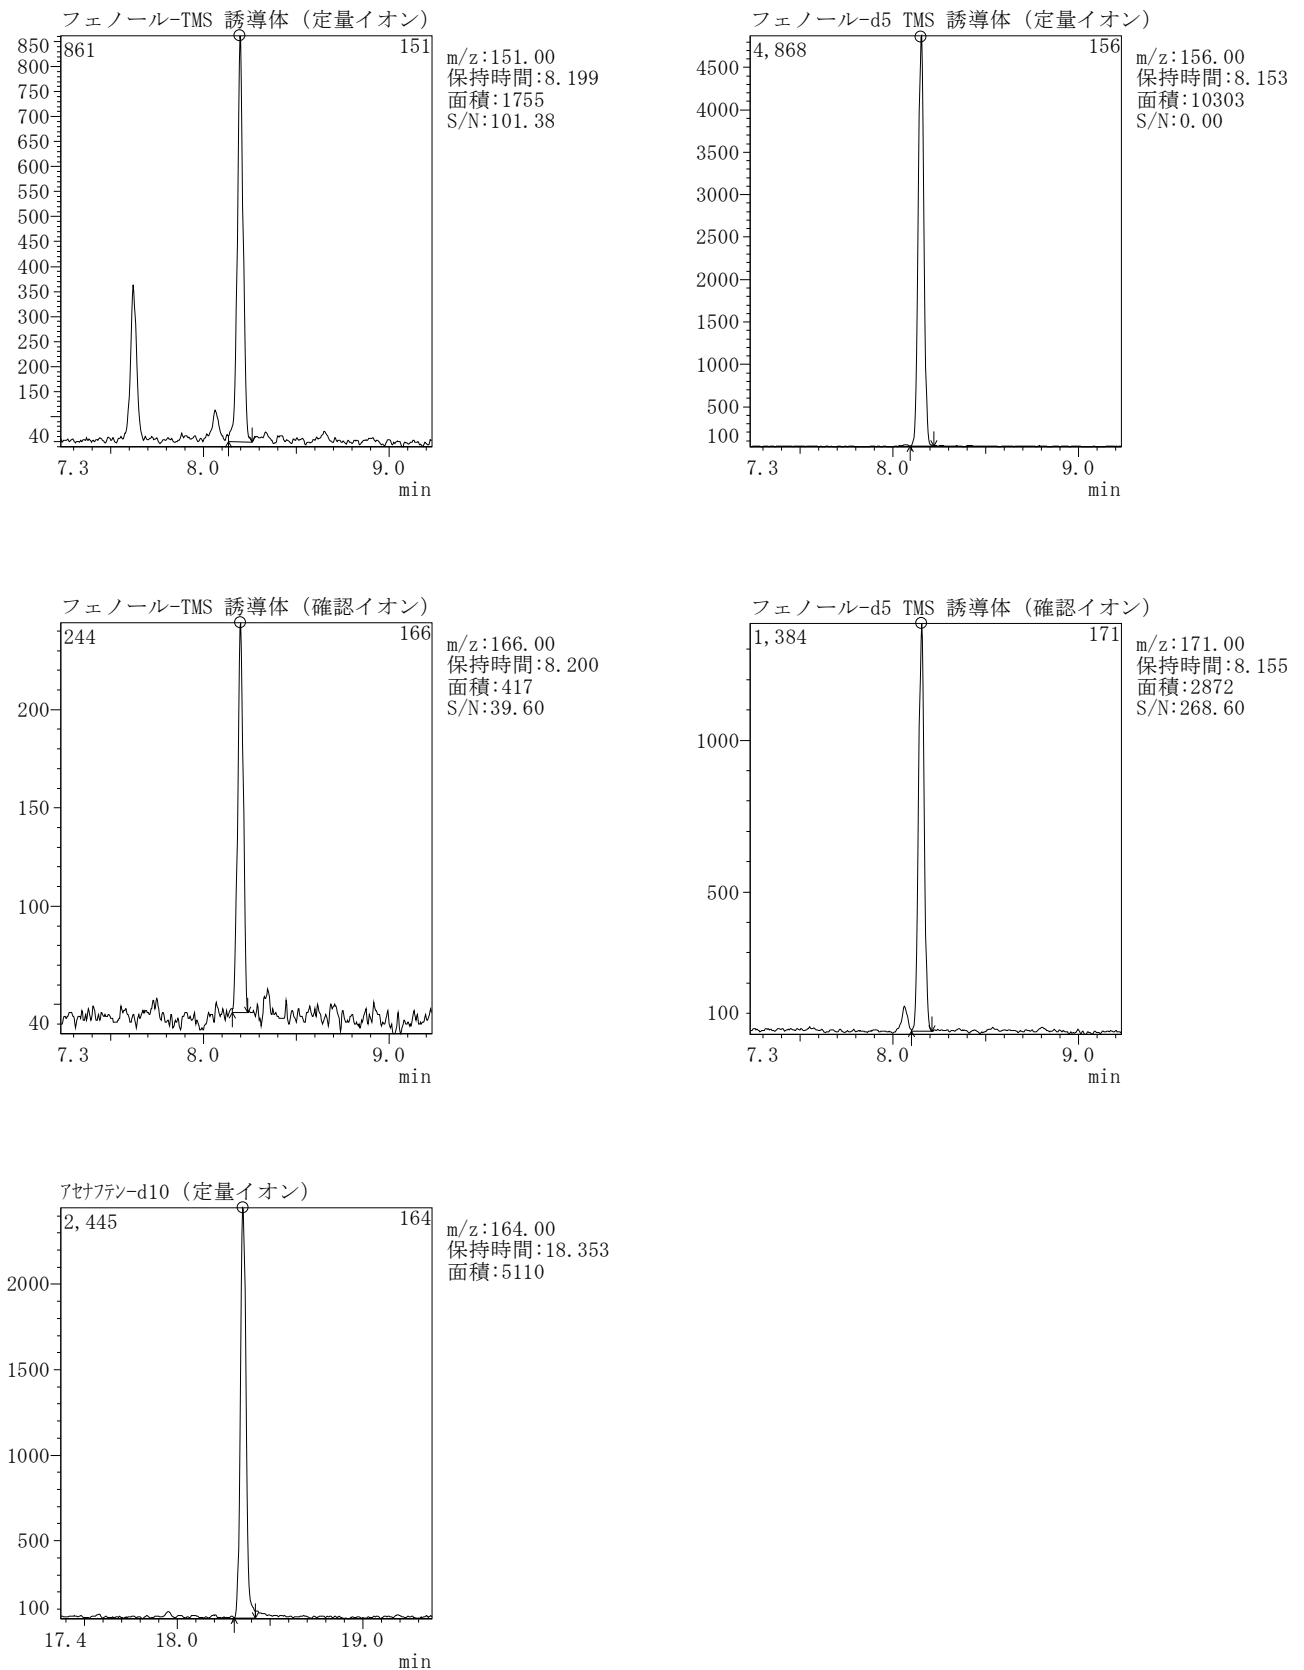 フェノール-TMS 誘導体 (定量イオン)
861
151
850
800
750
700
650
600
550
500
450
400
350
300
250
200
150
40
7.3
8.0
9.0
min
m/z:151.00
保持時間:8.199
面積:1755
S/N:101.38
フェノール-d5 TMS 誘導体 (定量イオン)
4,868
156
4500
4000
3500
3000
2500
2000
1500
1000
500
100
7.3
8.0
9.0
min
m/z:156.00
保持時間:8.153
面積:10303
S/N:0.00
フェノール-TMS 誘導体 (確認イオン)
244
166
200
150
100
40
7.3
8.0
9.0
min
m/z:166.00
保持時間:8.200
面積:417
S/N:39.60
フェノール-d5 TMS 誘導体 (確認イオン)
1,384
171
1000
500
100
7.3
8.0
9.0
min
m/z:171.00
保持時間:8.155
面積:2872
S/N:268.60
アセナフテン-d10 (定量イオン)
2,445
164
2000
1500
1000
500
100
17.4
18.0
19.0
min
m/z:164.00
保持時間:18.353
面積:5110